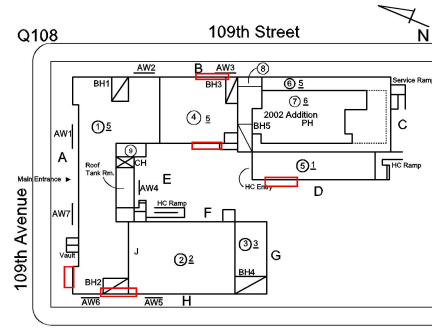 Q108
109th Street
N
AW2
B
AW3
8
BH1
BH3
6 5
Service Ramp
7 6
2002 Addition
PH
1 5
4 5
AW1
BH5
C
A
9
CH
Roof
Tank Rm.
E
5 1
HC Ramp
Main Entrance
AW4
HC Entry
D
HC Ramp
F
AW7
109th Avenue
J
3 3
G
Vault
2 2
BH2
BH4
AW6
AW5
H